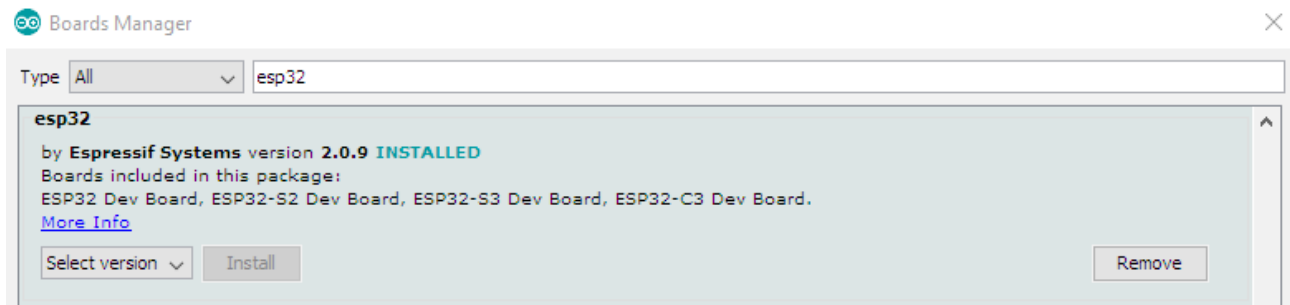 Boards Manager
Type All esp32
esp32
by Espressif Systems version 2.0.9 INSTALLED
Boards included in this package:
ESP32 Dev Board, ESP32-S2 Dev Board, ESP32-S3 Dev Board, ESP32-C3 Dev Board.
More Info
Select version Install Remove